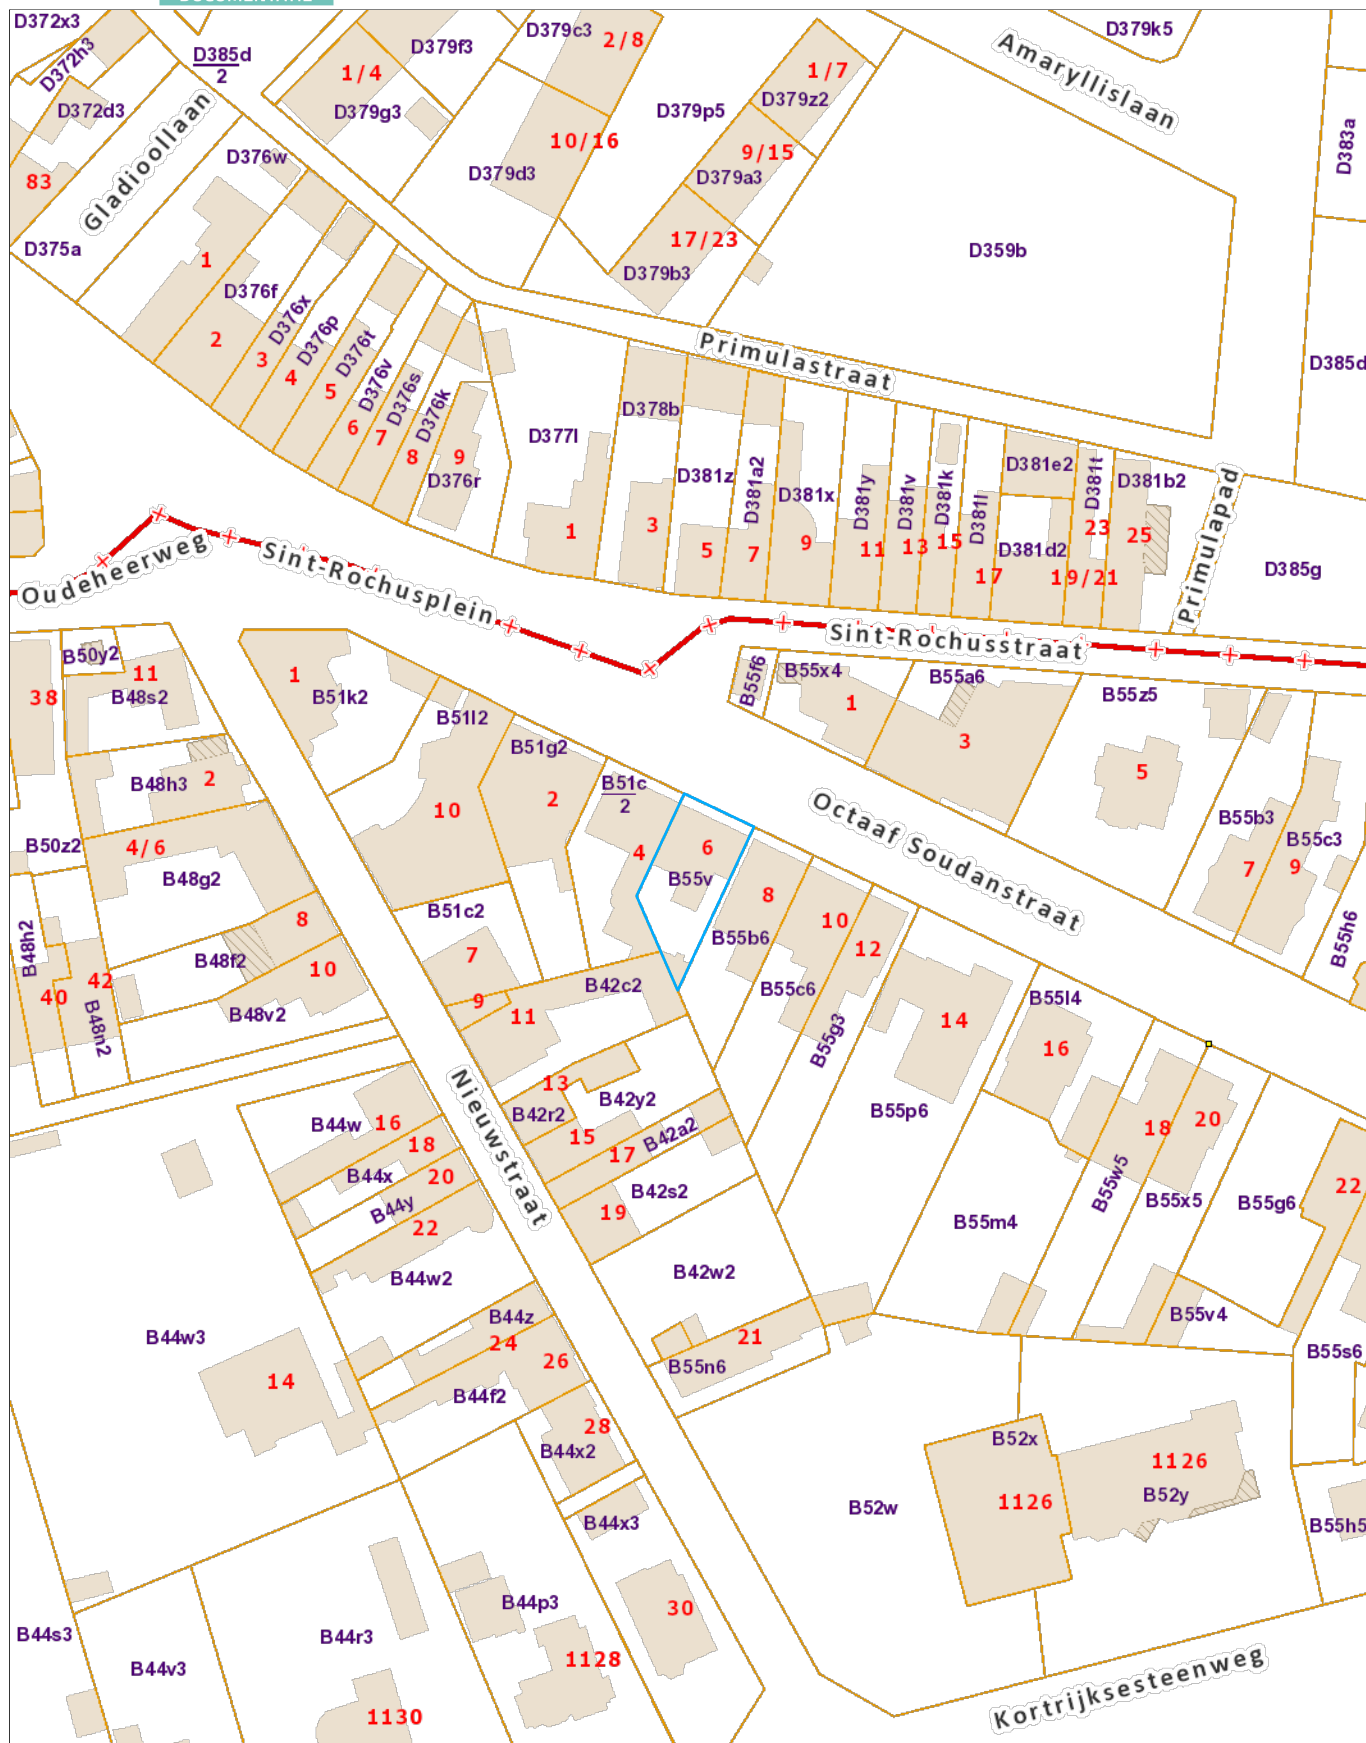 D372x3
D372h3
D372d3
83
D375a
Gladioollaan
D385d
2
1/4
D379g3
D379f3
D379c3
2/8
10/16
D379d3
D379p5
1/7
D379z2
9/15
D379a3
17/23
D379b3
Amaryllislaan
D379k5
D383a
D359b
D385d
D376w
1
D376f
2
D376x
3
D376p
4
D376t
5
D376v
6
D376s
7
D376k
8
9
D376r
Primulastraat
D377l
1
D378b
3
D381z
5
D381a2
7
D381x
9
D381y
11
D381v
13
D381k
15
D381l
17
D381e2
D381d2
19/21
D381t
23
D381b2
25
Primulapad
D385g
Oudeheerweg
Sint-Rochusplein
Sint-Rochusstraat
B50y2
11
B48s2
38
B48h3
2
B50z2
4/6
B48g2
8
B48f2
10
B48v2
B48h2
40
42
B48n2
1
B51k2
B51l2
10
B51g2
2
B51c
2
4
6
B55v
B51c2
7
9
11
B42c2
B55f6
B55x4
1
B55a6
3
B55z5
5
B55b3
7
B55c3
9
B55h6
Octaaf Soudanstraat
8
B55b6
10
B55c6
12
B55g3
14
B55p6
B55l4
16
B55m4
18
B55w5
20
B55x5
B55g6
22
B55v4
B55s6
Nieuwstraat
13
B42r2
B42y2
15
17
B42a2
B42s2
19
B42w2
21
B55n6
B44w
16
18
B44x
20
B44y
22
B44w2
B44z
24
26
B44f2
28
B44x2
B44x3
30
B44w3
14
B44s3
B44v3
B44r3
1130
B44p3
1128
B52w
B52x
1126
1126
B52y
B55h5
Kortrijksesteenweg